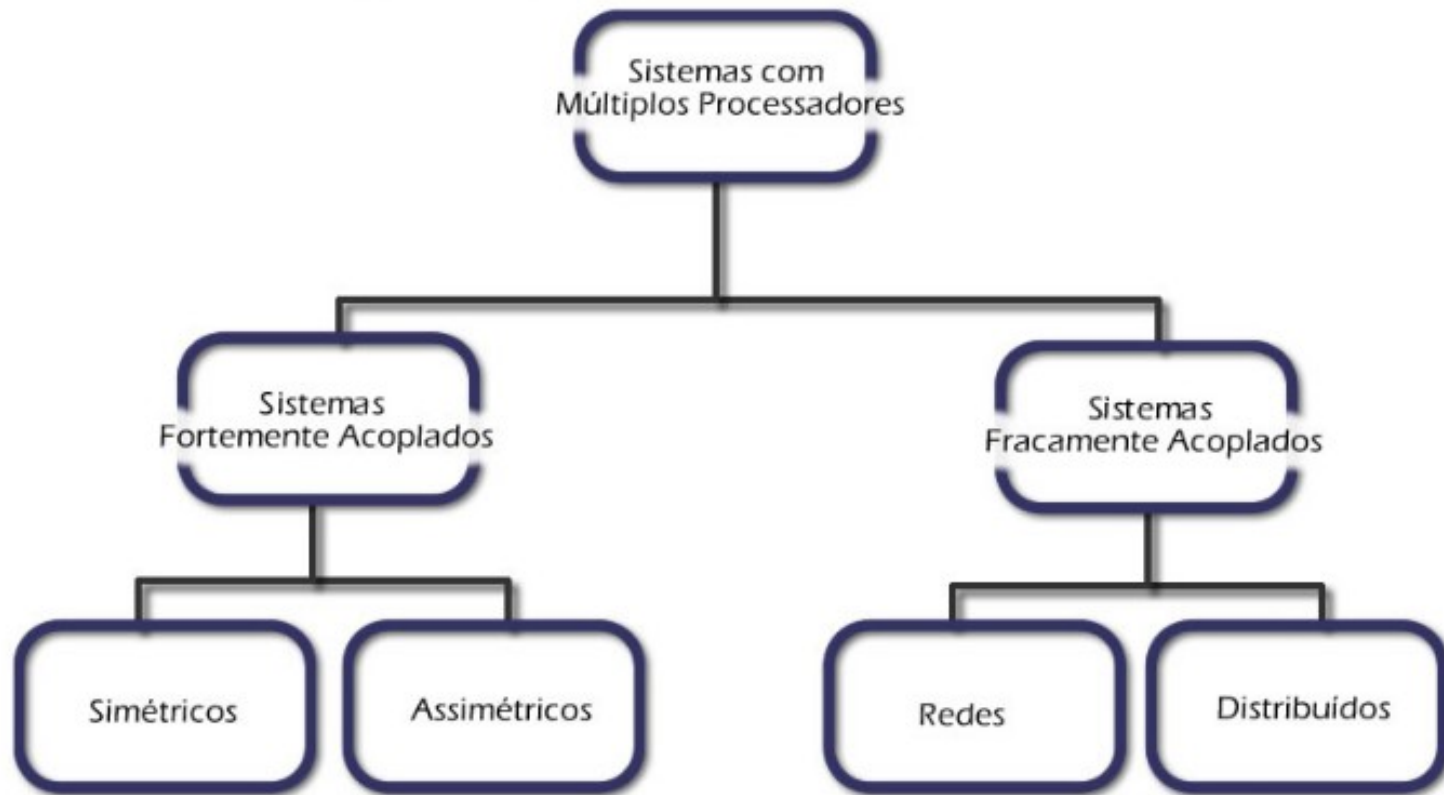 Sistemas com
Múltiplos Processadores
Sistemas
Fortemente Acoplados
Sistemas
Fracamente Acoplados
Simétricos
Assimétricos
Redes
Distribuídos